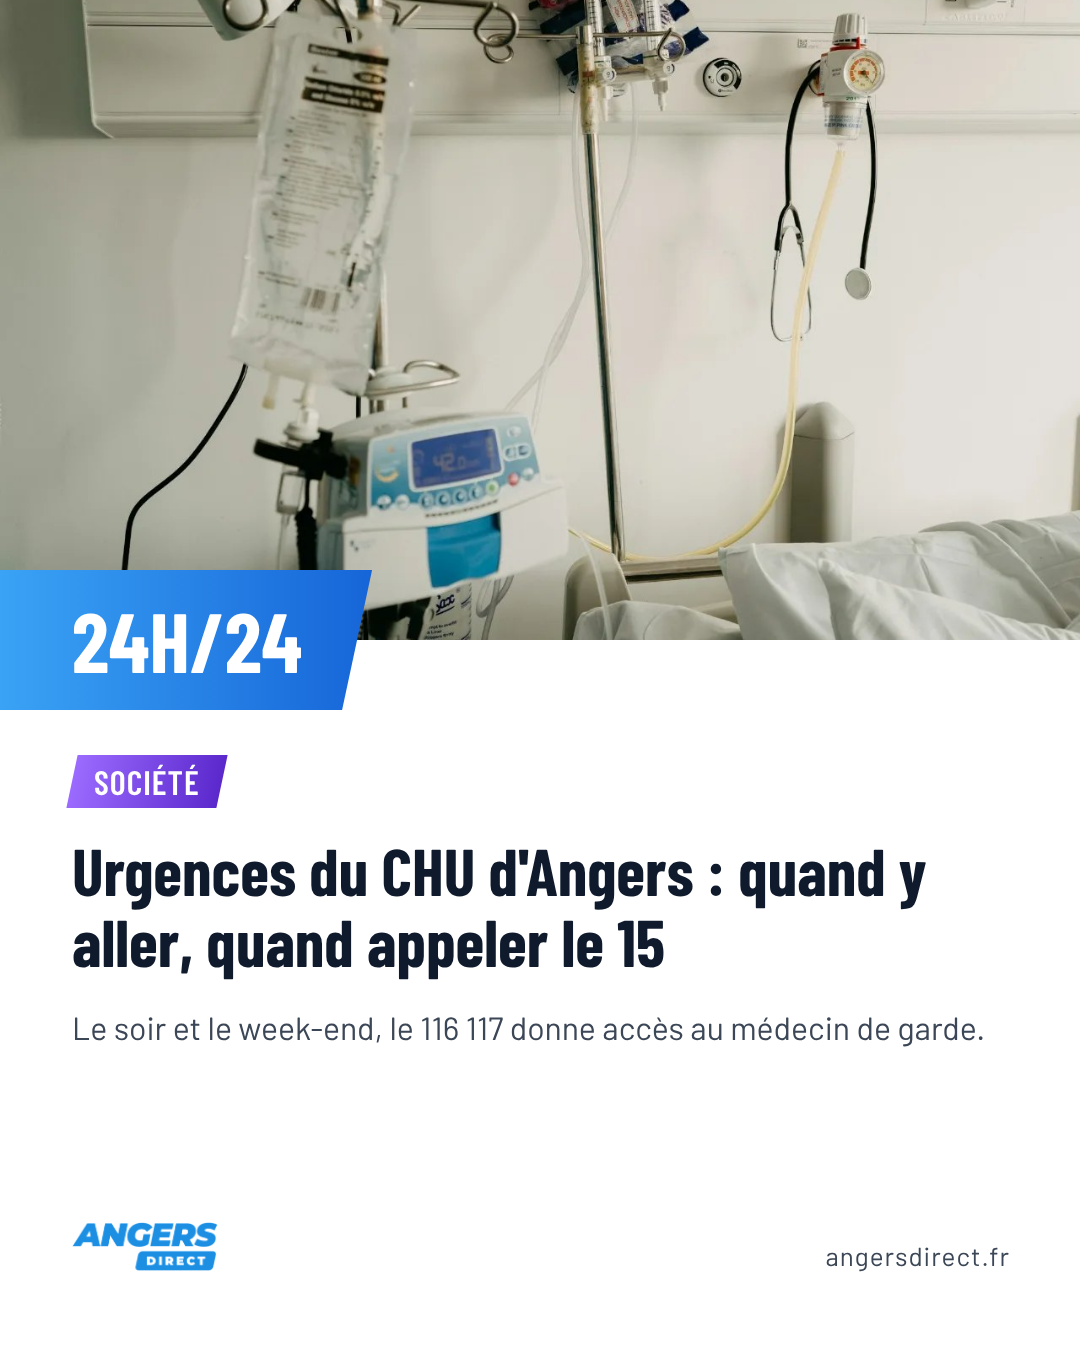 24H/24
SOCIÉTÉ
Urgences du CHU d'Angers : quand y
aller, quand appeler le 15
Le soir et le week-end, le 116 117 donne accès au médecin de garde.
ANGERS
DIRECT
angersdirect.fr